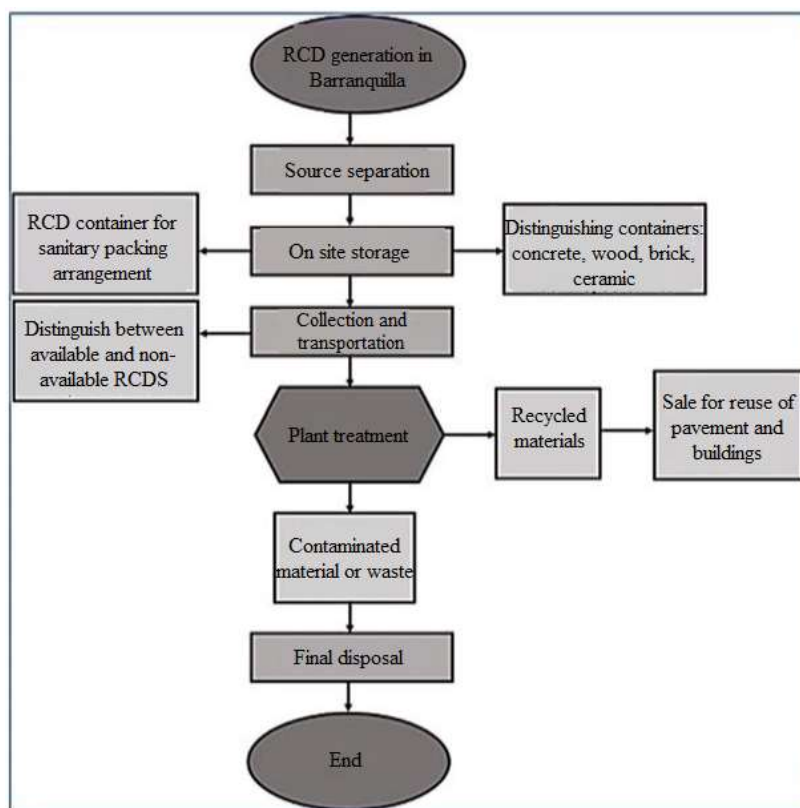 RCD generation in
Barranquilla
Source separation
RCD container for
sanitary packing
arrangement
On site storage
Distinguishing containers:
concrete, wood, brick,
ceramic
Distinguish between
available and non-
available RCDS
Collection and
transportation
Plant treatment
Recycled
materials
Sale for reuse of
pavement and
buildings
Contaminated
material or waste
Final disposal
End